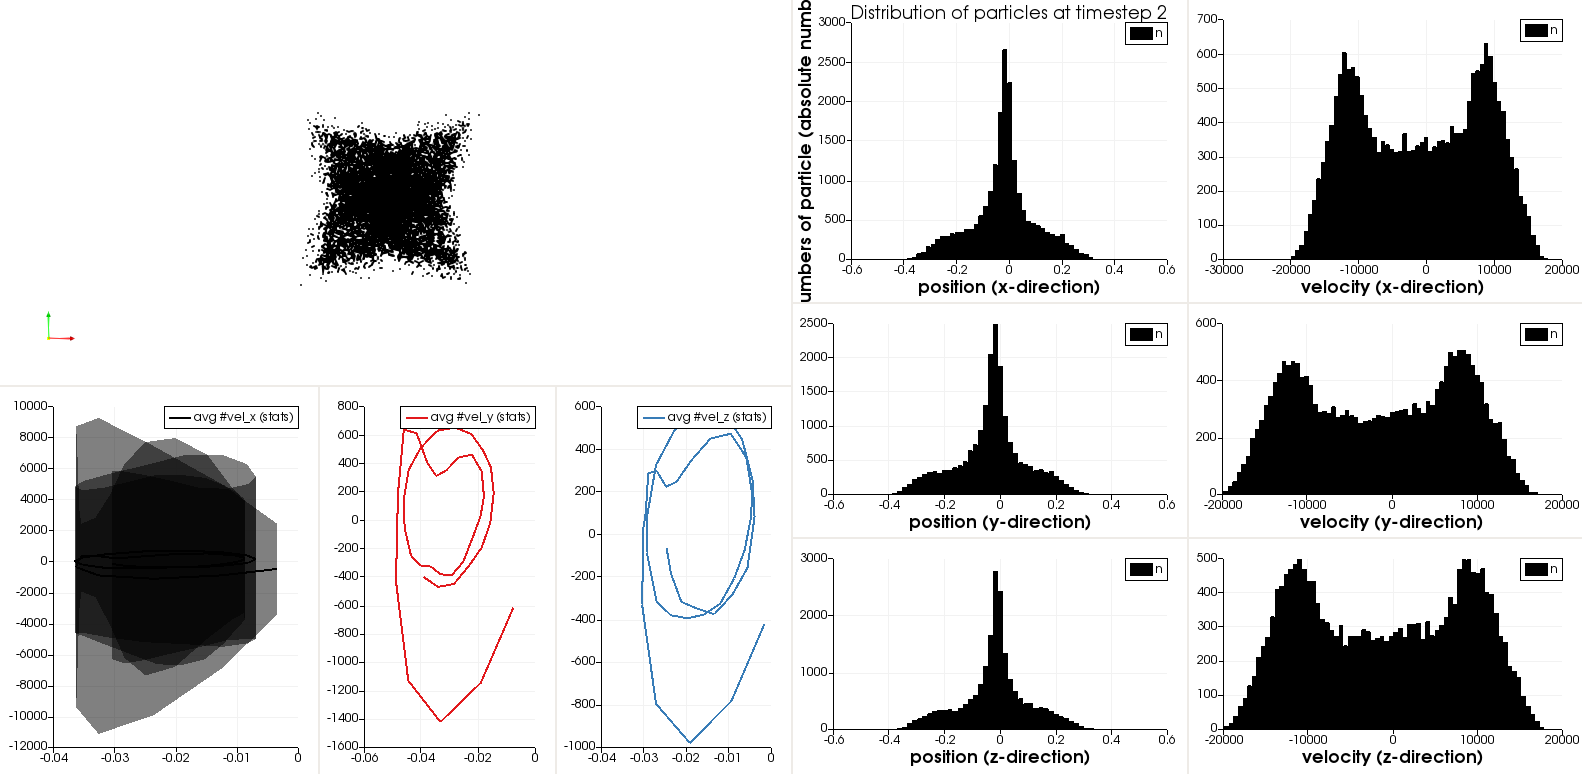 Distribution of particles at timestep 2
umbers of particle (absolute numb
3000
2500
2000
1500
1000
500
0
-0.6 -0.4 -0.2 0 0.2 0.4 0.6
position (x-direction)
n
700
600
500
400
300
200
100
0
-30000 -20000 -10000 0 10000 20000
velocity (x-direction)
n
2500
2000
1500
1000
500
0
-0.6 -0.4 -0.2 0 0.2 0.4 0.6
position (y-direction)
n
600
400
200
0
-20000 -10000 0 10000 20000
velocity (y-direction)
n
3000
2000
1000
0
-0.6 -0.4 -0.2 0 0.2 0.4 0.6
position (z-direction)
n
500
400
300
200
100
0
-20000 -10000 0 10000 20000
velocity (z-direction)
n
10000
8000
6000
4000
2000
0
-2000
-4000
-6000
-8000
-10000
-12000
-0.04 -0.03 -0.02 -0.01 0
avg #vel_x (stats)
800
600
400
200
0
-200
-400
-600
-800
-1000
-1200
-1400
-1600
-0.06 -0.04 -0.02 0
avg #vel_y (stats)
600
400
200
0
-200
-400
-600
-800
-1000
-0.04 -0.03 -0.02 -0.01 0
avg #vel_z (stats)